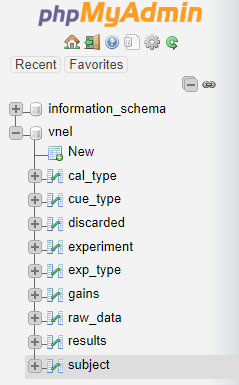 phpMyAdmin
Recent Favorites
information_schema
vnel
New
cal_type
cue_type
discarded
experiment
exp_type
gains
raw_data
results
subject